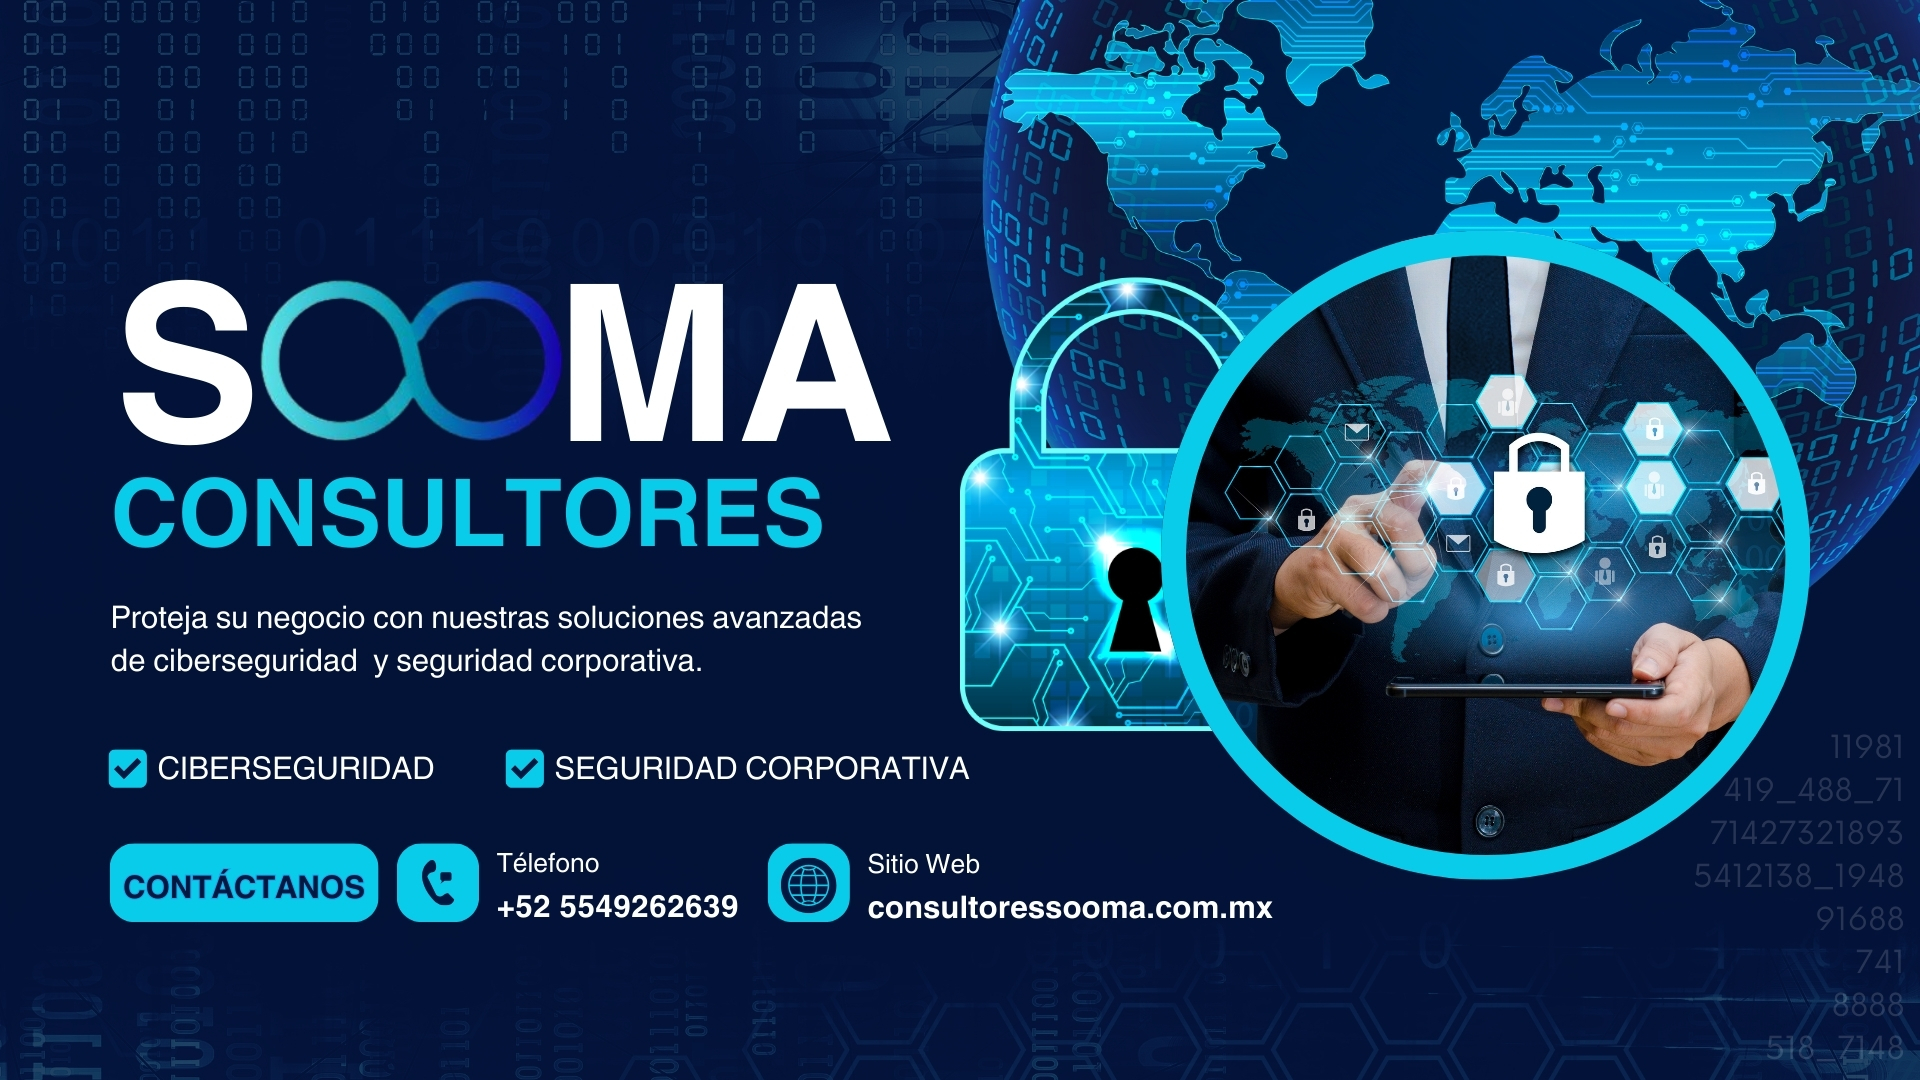 SOOMA
CONSULTORES
Proteja su negocio con nuestras soluciones avanzadas
de ciberseguridad y seguridad corporativa.
CIBERSEGURIDAD
SEGURIDAD CORPORATIVA
CONTÁCTANOS
Télefono
+52 5549262639
Sitio Web
consultoressooma.com.mx
11981
419_488_71
71427321893
5412138_1948
91688
741
8888
518_7148